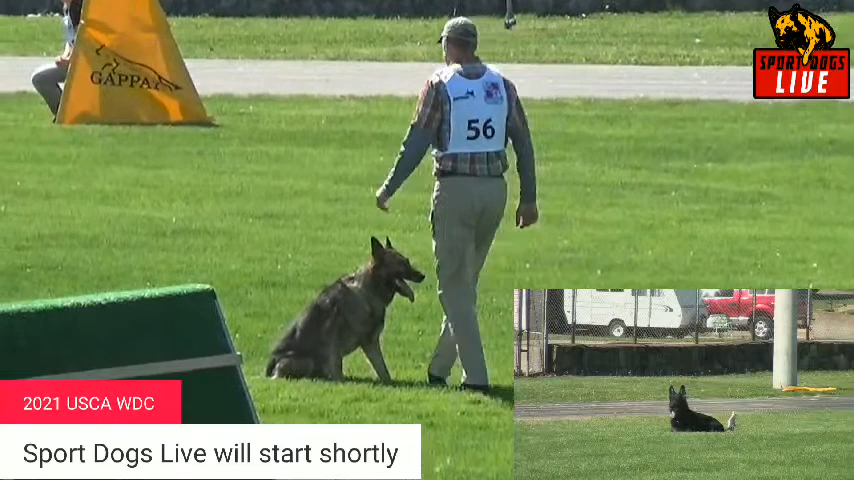 GAPPAY
56
SPORT DOGS
LIVE
2021 USCA WDC
Sport Dogs Live will start shortly